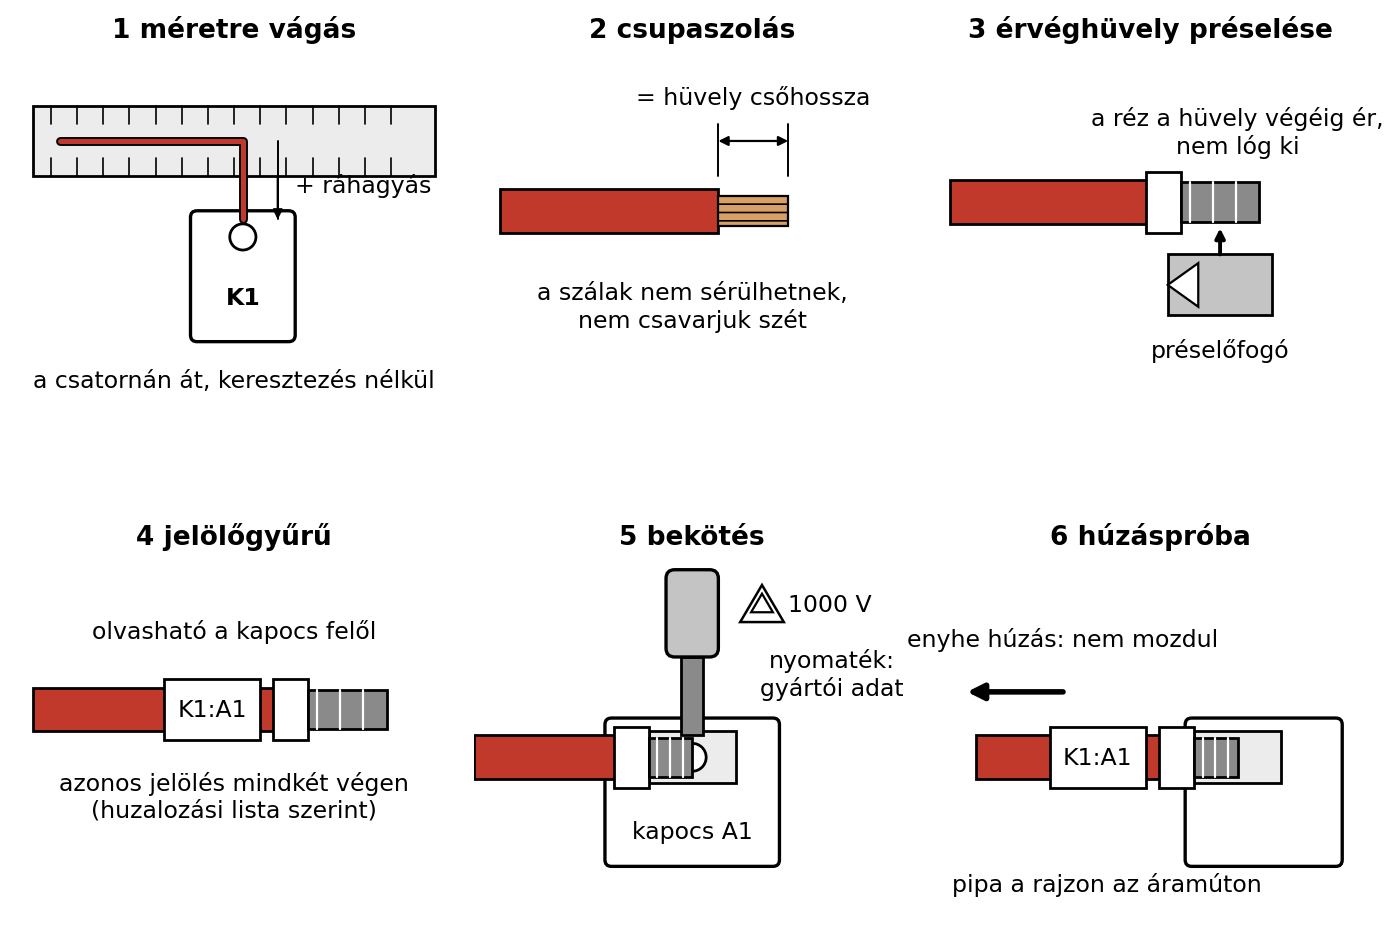 1 méretre vágás
+ ráhagyás
K1
a csatornán át, keresztezés nélkül
2 csupaszolás
= hüvely csőhossza
a szálak nem sérülhetnek,
nem csavarjuk szét
3 érvéghüvely préselése
a réz a hüvely végéig ér,
nem lóg ki
préselőfogó
4 jelölőgyűrű
olvasható a kapocs felől
K1:A1
azonos jelölés mindkét végen
(huzalozási lista szerint)
5 bekötés
1000 V
nyomaték:
gyártói adat
kapocs A1
6 húzáspróba
enyhe húzás: nem mozdul
K1:A1
pipa a rajzon az áramúton